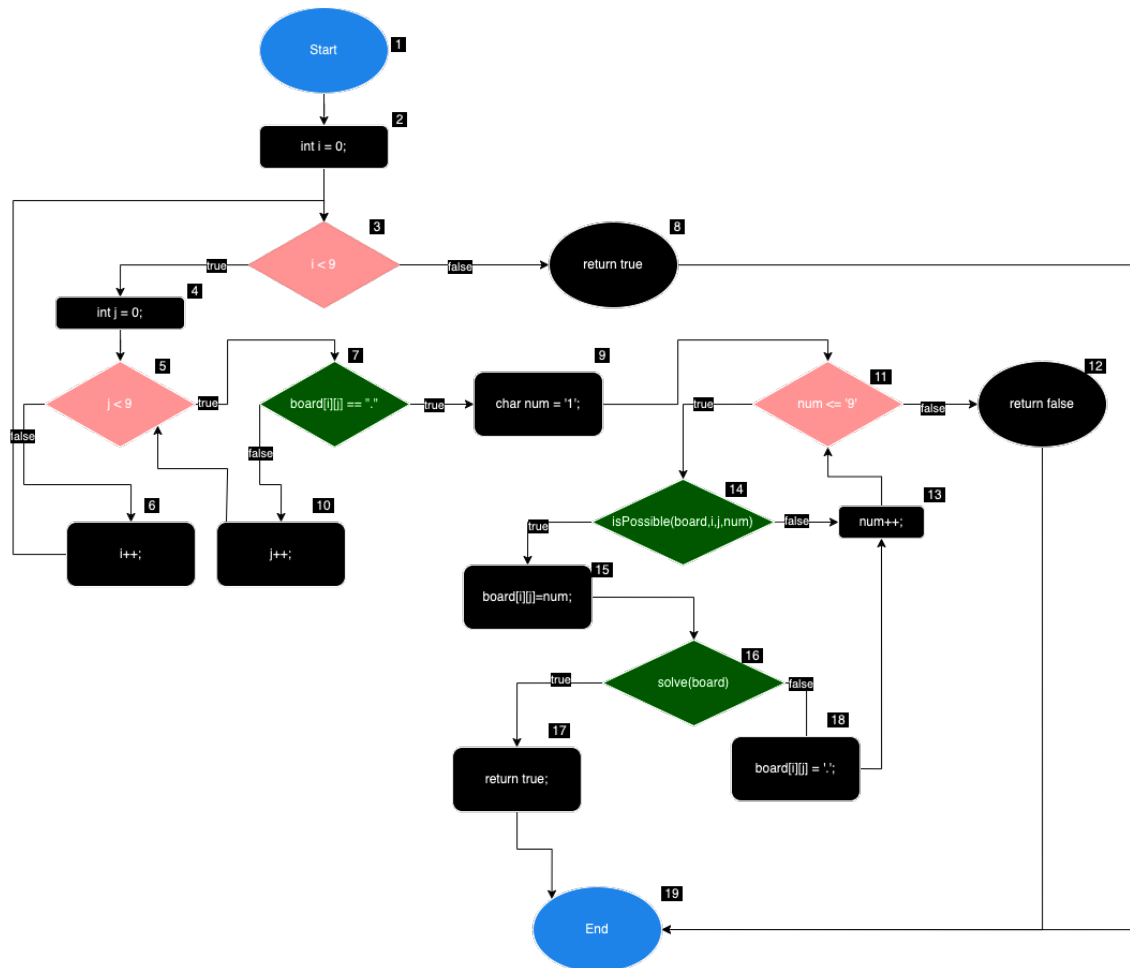 Start
1
int i = 0;
2
i < 9
3
true
false
return true
8
int j = 0;
4
j < 9
5
true
false
board[i][j] == "."
7
true
false
char num = '1';
9
num <= '9'
11
true
false
return false
12
i++;
6
j++;
10
isPossible(board,i,j,num)
14
true
false
num++;
13
board[i][j]=num;
15
solve(board)
16
true
false
return true;
17
board[i][j] = '.';
18
End
19